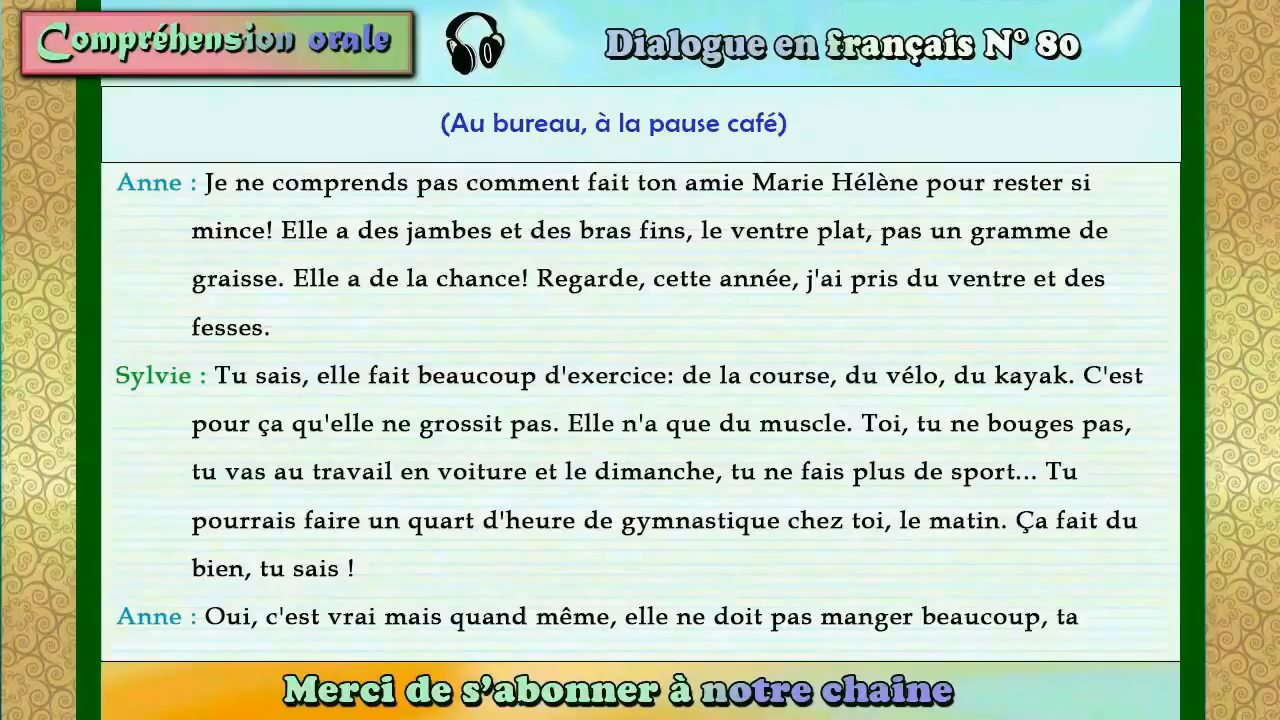 Compréhension orale
Dialogue en français N° 80
(Au bureau, à la pause café)
Anne : Je ne comprends pas comment fait ton amie Marie Hélène pour rester si
mince! Elle a des jambes et des bras fins, le ventre plat, pas un gramme de
graisse. Elle a de la chance! Regarde, cette année, j'ai pris du ventre et des
fesses.
Sylvie : Tu sais, elle fait beaucoup d'exercice: de la course, du vélo, du kayak. C'est
pour ça qu'elle ne grossit pas. Elle n'a que du muscle. Toi, tu ne bouges pas,
tu vas au travail en voiture et le dimanche, tu ne fais plus de sport... Tu
pourrais faire un quart d'heure de gymnastique chez toi, le matin. Ça fait du
bien, tu sais !
Anne : Oui, c'est vrai mais quand même, elle ne doit pas manger beaucoup, ta
Merci de s’abonner à notre chaine